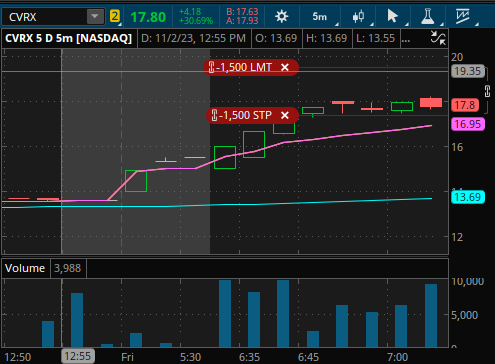 CVRX 2 17.80 +4.18 +30.69% B: 17.63 A: 17.93 5m
CVRX 5 D 5m [NASDAQ] D: 11/2/23, 12:55 PM O: 13.69 H: 13.69 L: 13.55 ...
20
-1,500 LMT ×
19.35
17.8
-1,500 STP ×
16.95
16
14
13.69
12
Volume 3,988
10,000
5,000
12:50 12:55 Fri 5:30 6:35 6:45 7:00